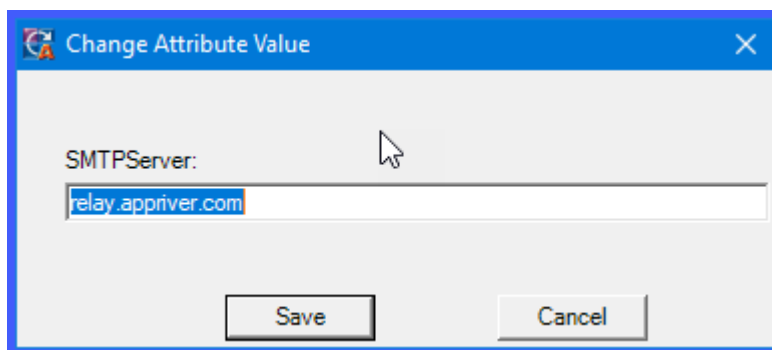 Change Attribute Value
SMTPServer:
relay.appriver.com
Save Cancel